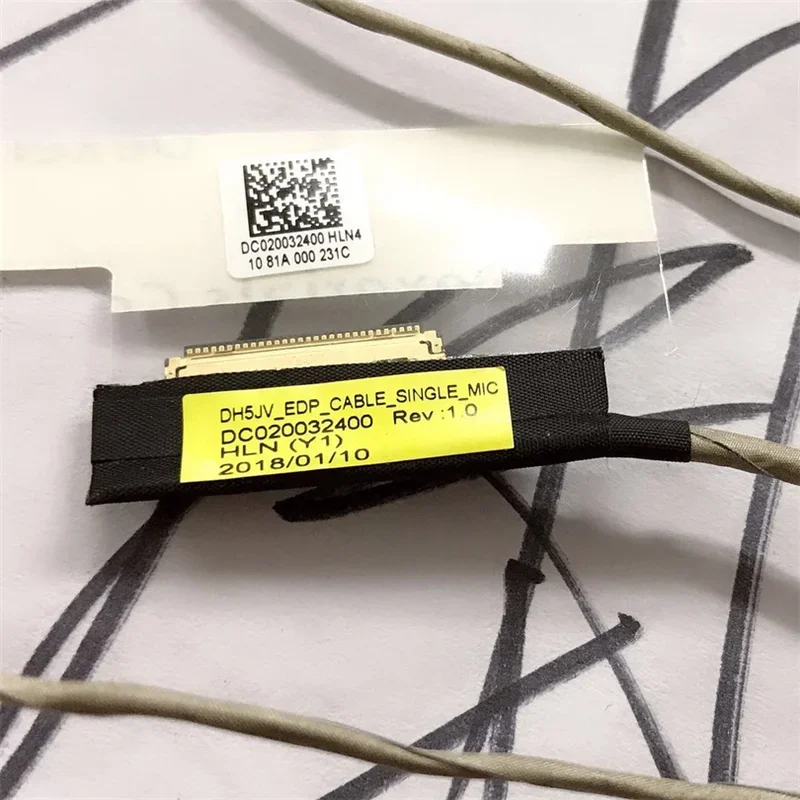 DC020032400 HLN4
10 81A 000 231C
DH5JV_EDP_CABLE_SINGLE_MIC
DC020032400 Rev :1.0
HLN (Y1)
2018/01/10